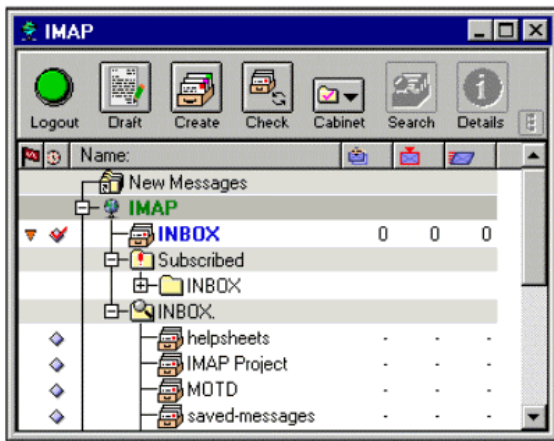 IMAP
Logout Draft Create Check Cabinet Search Details
Name:
New Messages
IMAP
INBOX 0 0 0
Subscribed
INBOX
INBOX.
helpsheets - - -
IMAP Project - - -
MOTD - - -
saved-messages - - -